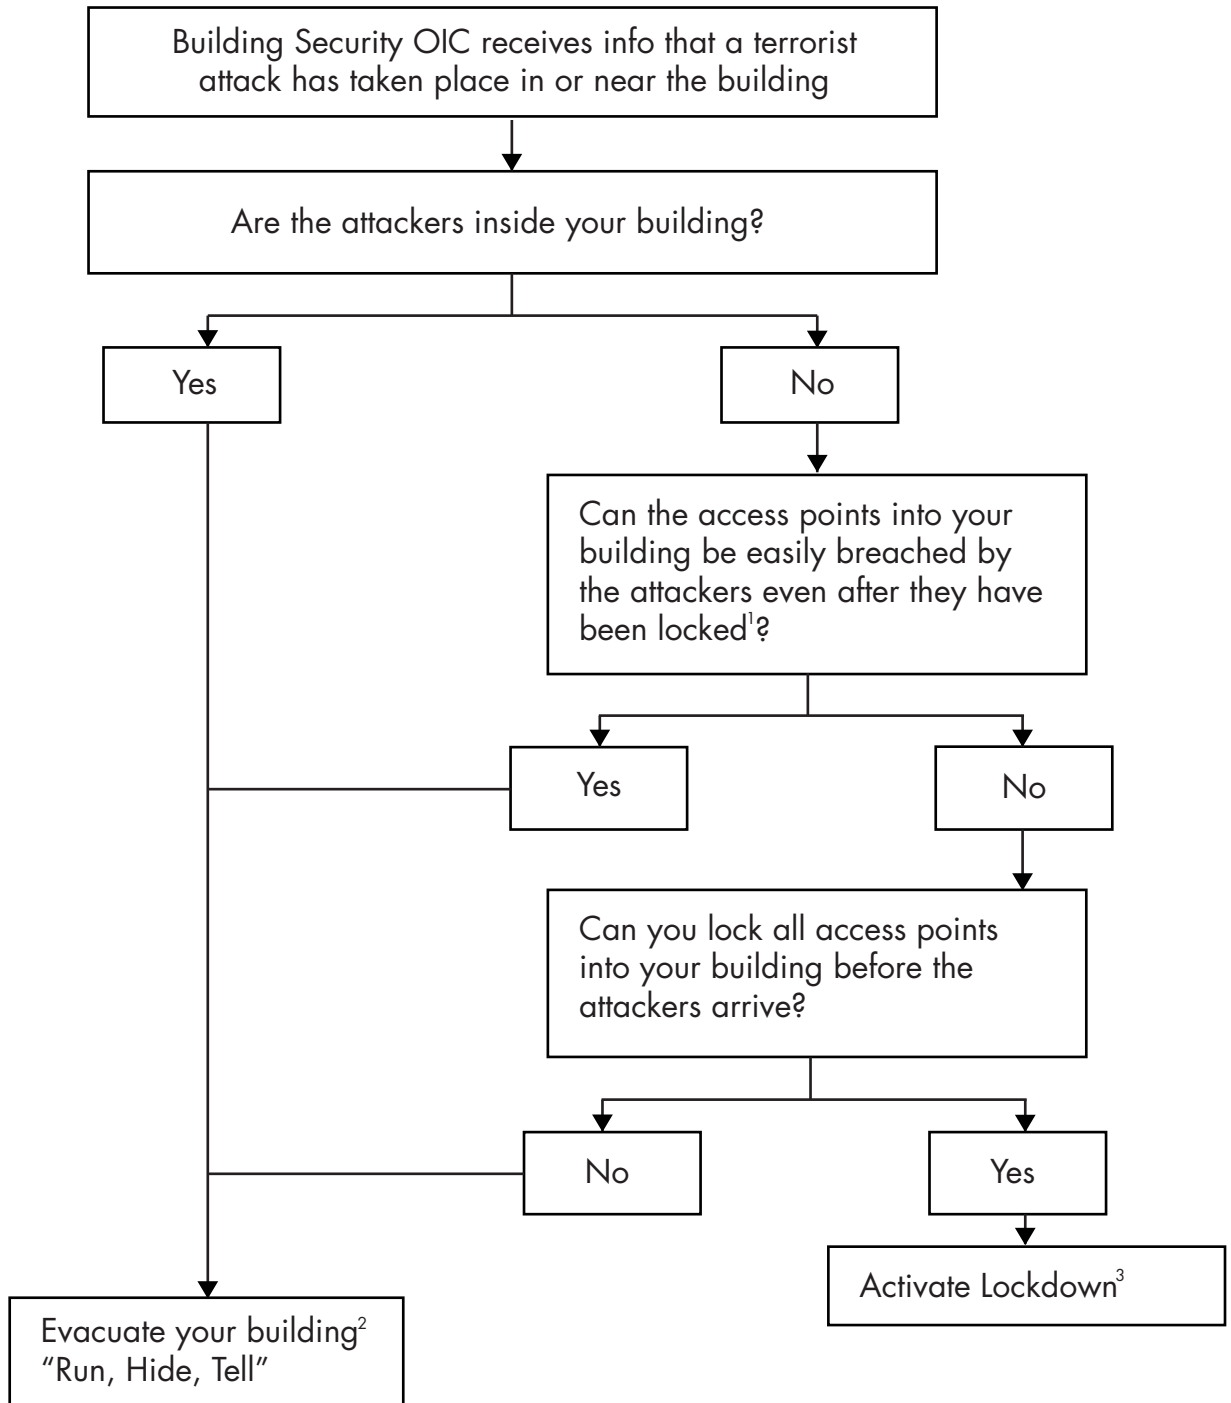 Building Security OIC receives info that a terrorist
attack has taken place in or near the building
Are the attackers inside your building?
Yes
No
Can the access points into your
building be easily breached by
the attackers even after they have
been locked¹?
Yes
No
Can you lock all access points
into your building before the
attackers arrive?
No
Yes
Activate Lockdown³
Evacuate your building²
“Run, Hide, Tell”